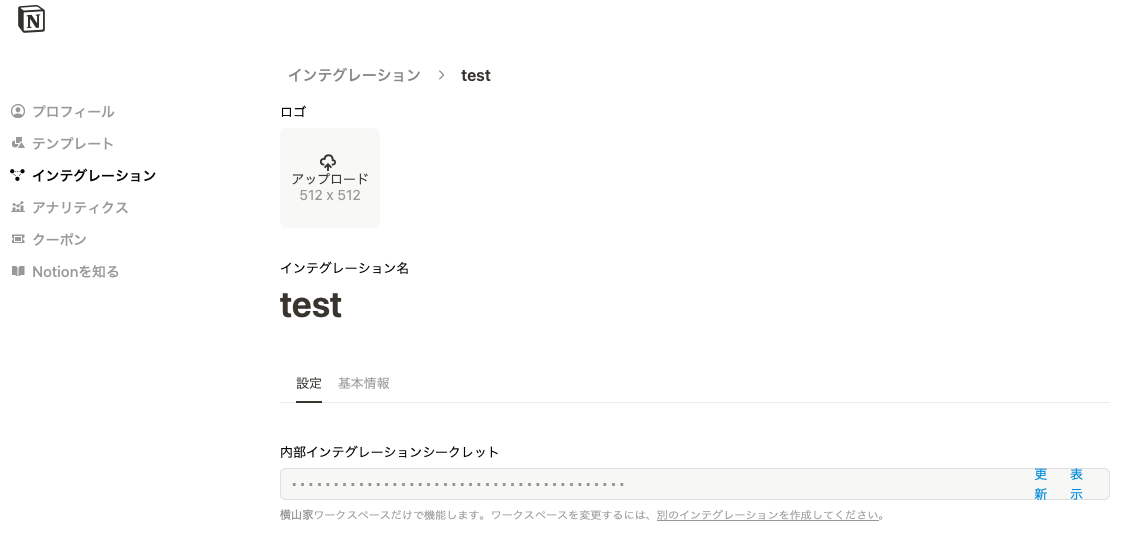 N
インテグレーション > test
ロゴ
プロフィール
テンプレート
インテグレーション
アナリティクス
クーポン
Notionを知る
アップロード
512 x 512
インテグレーション名
test
設定 基本情報
内部インテグレーションシークレット
更新 表示
横山家ワークスペースだけで機能します。ワークスペースを変更するには、別のインテグレーションを作成してください。